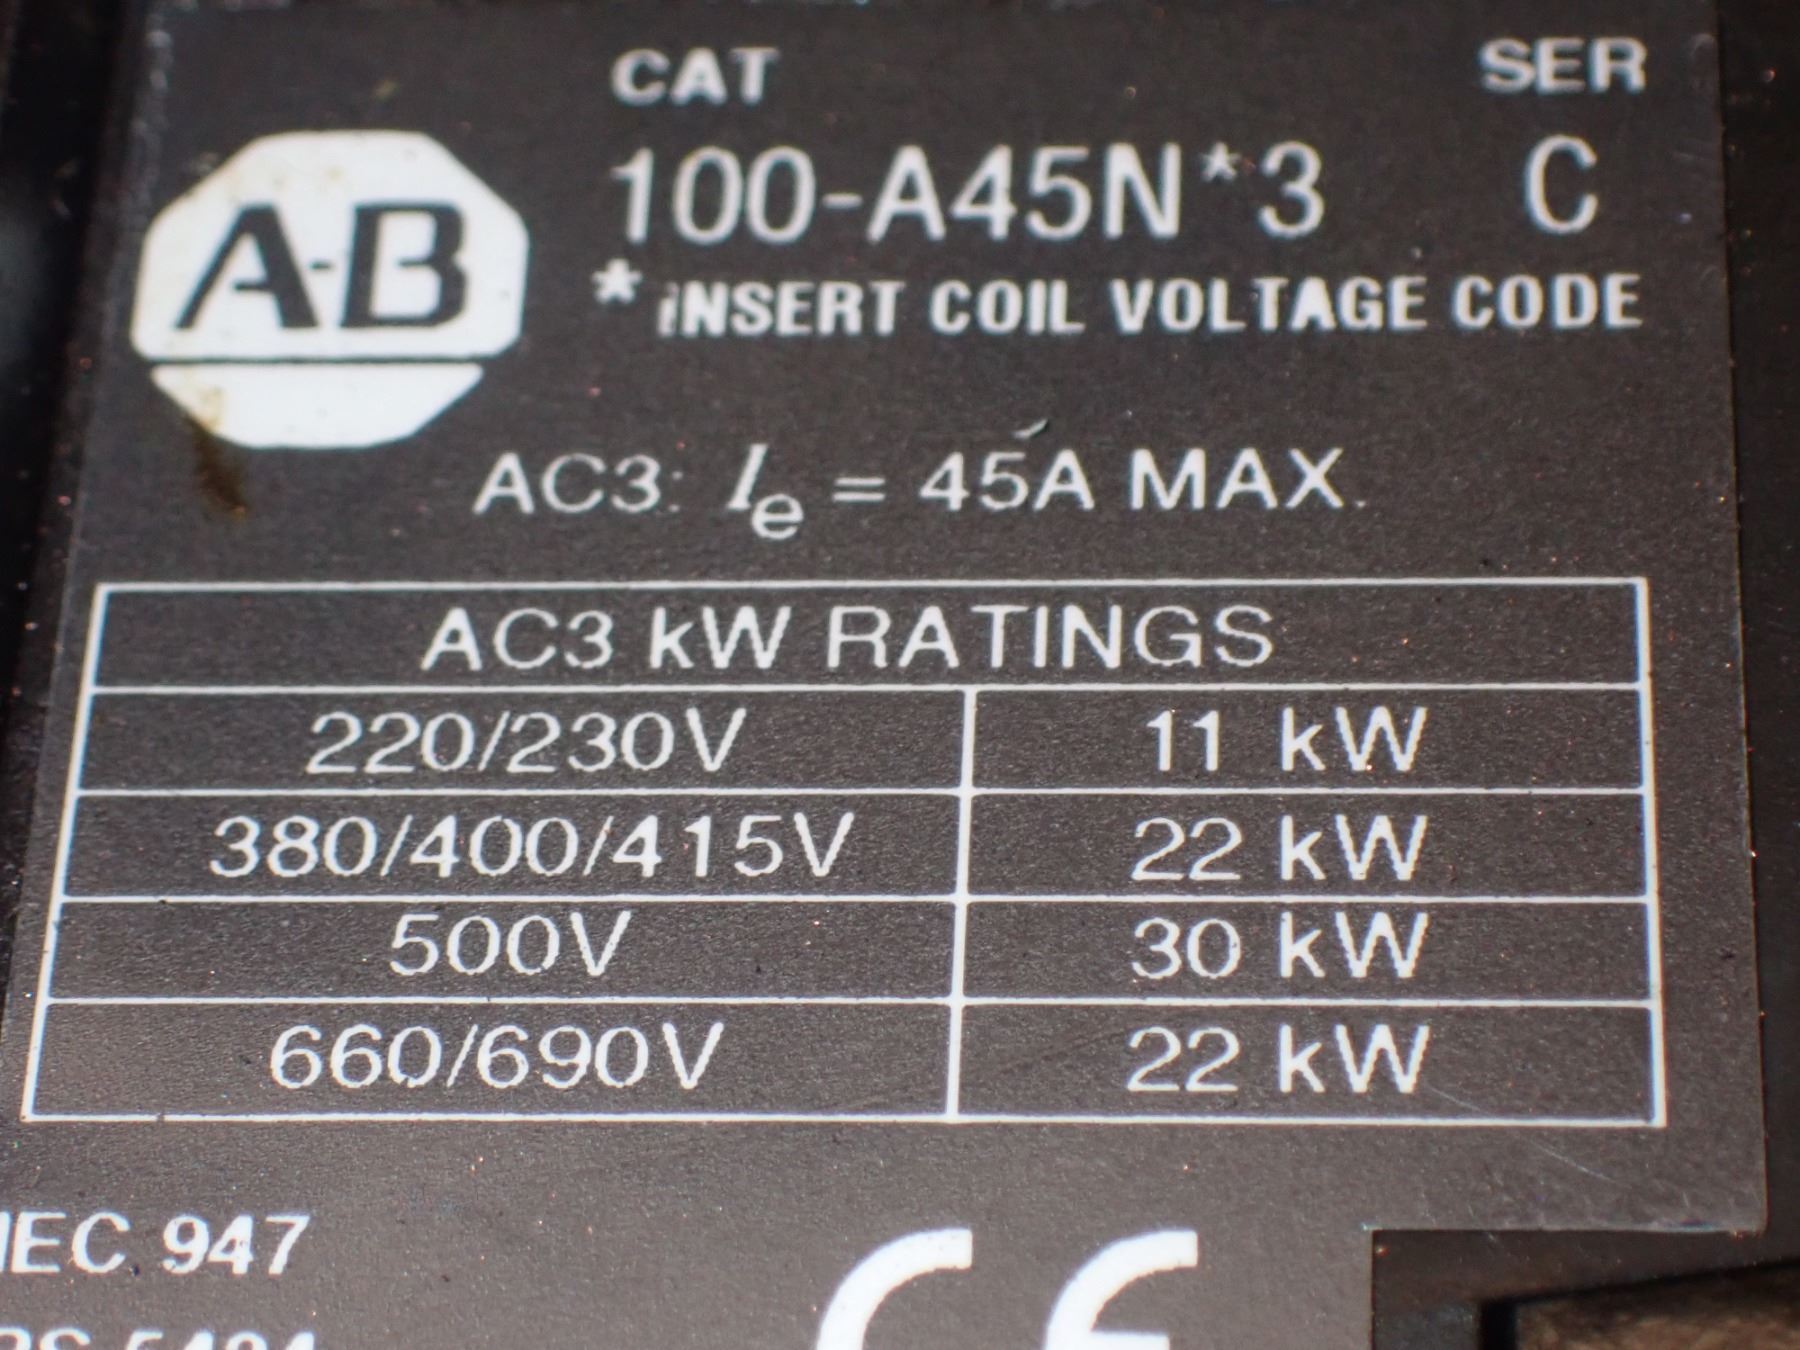 CAT SER
100-A45N*3 C
A-B
* INSERT COIL VOLTAGE CODE
AC3: Ie = 45A MAX.
AC3 kW RATINGS
220/230V 11 kW
380/400/415V 22 kW
500V 30 kW
660/690V 22 kW
IEC 947
CE